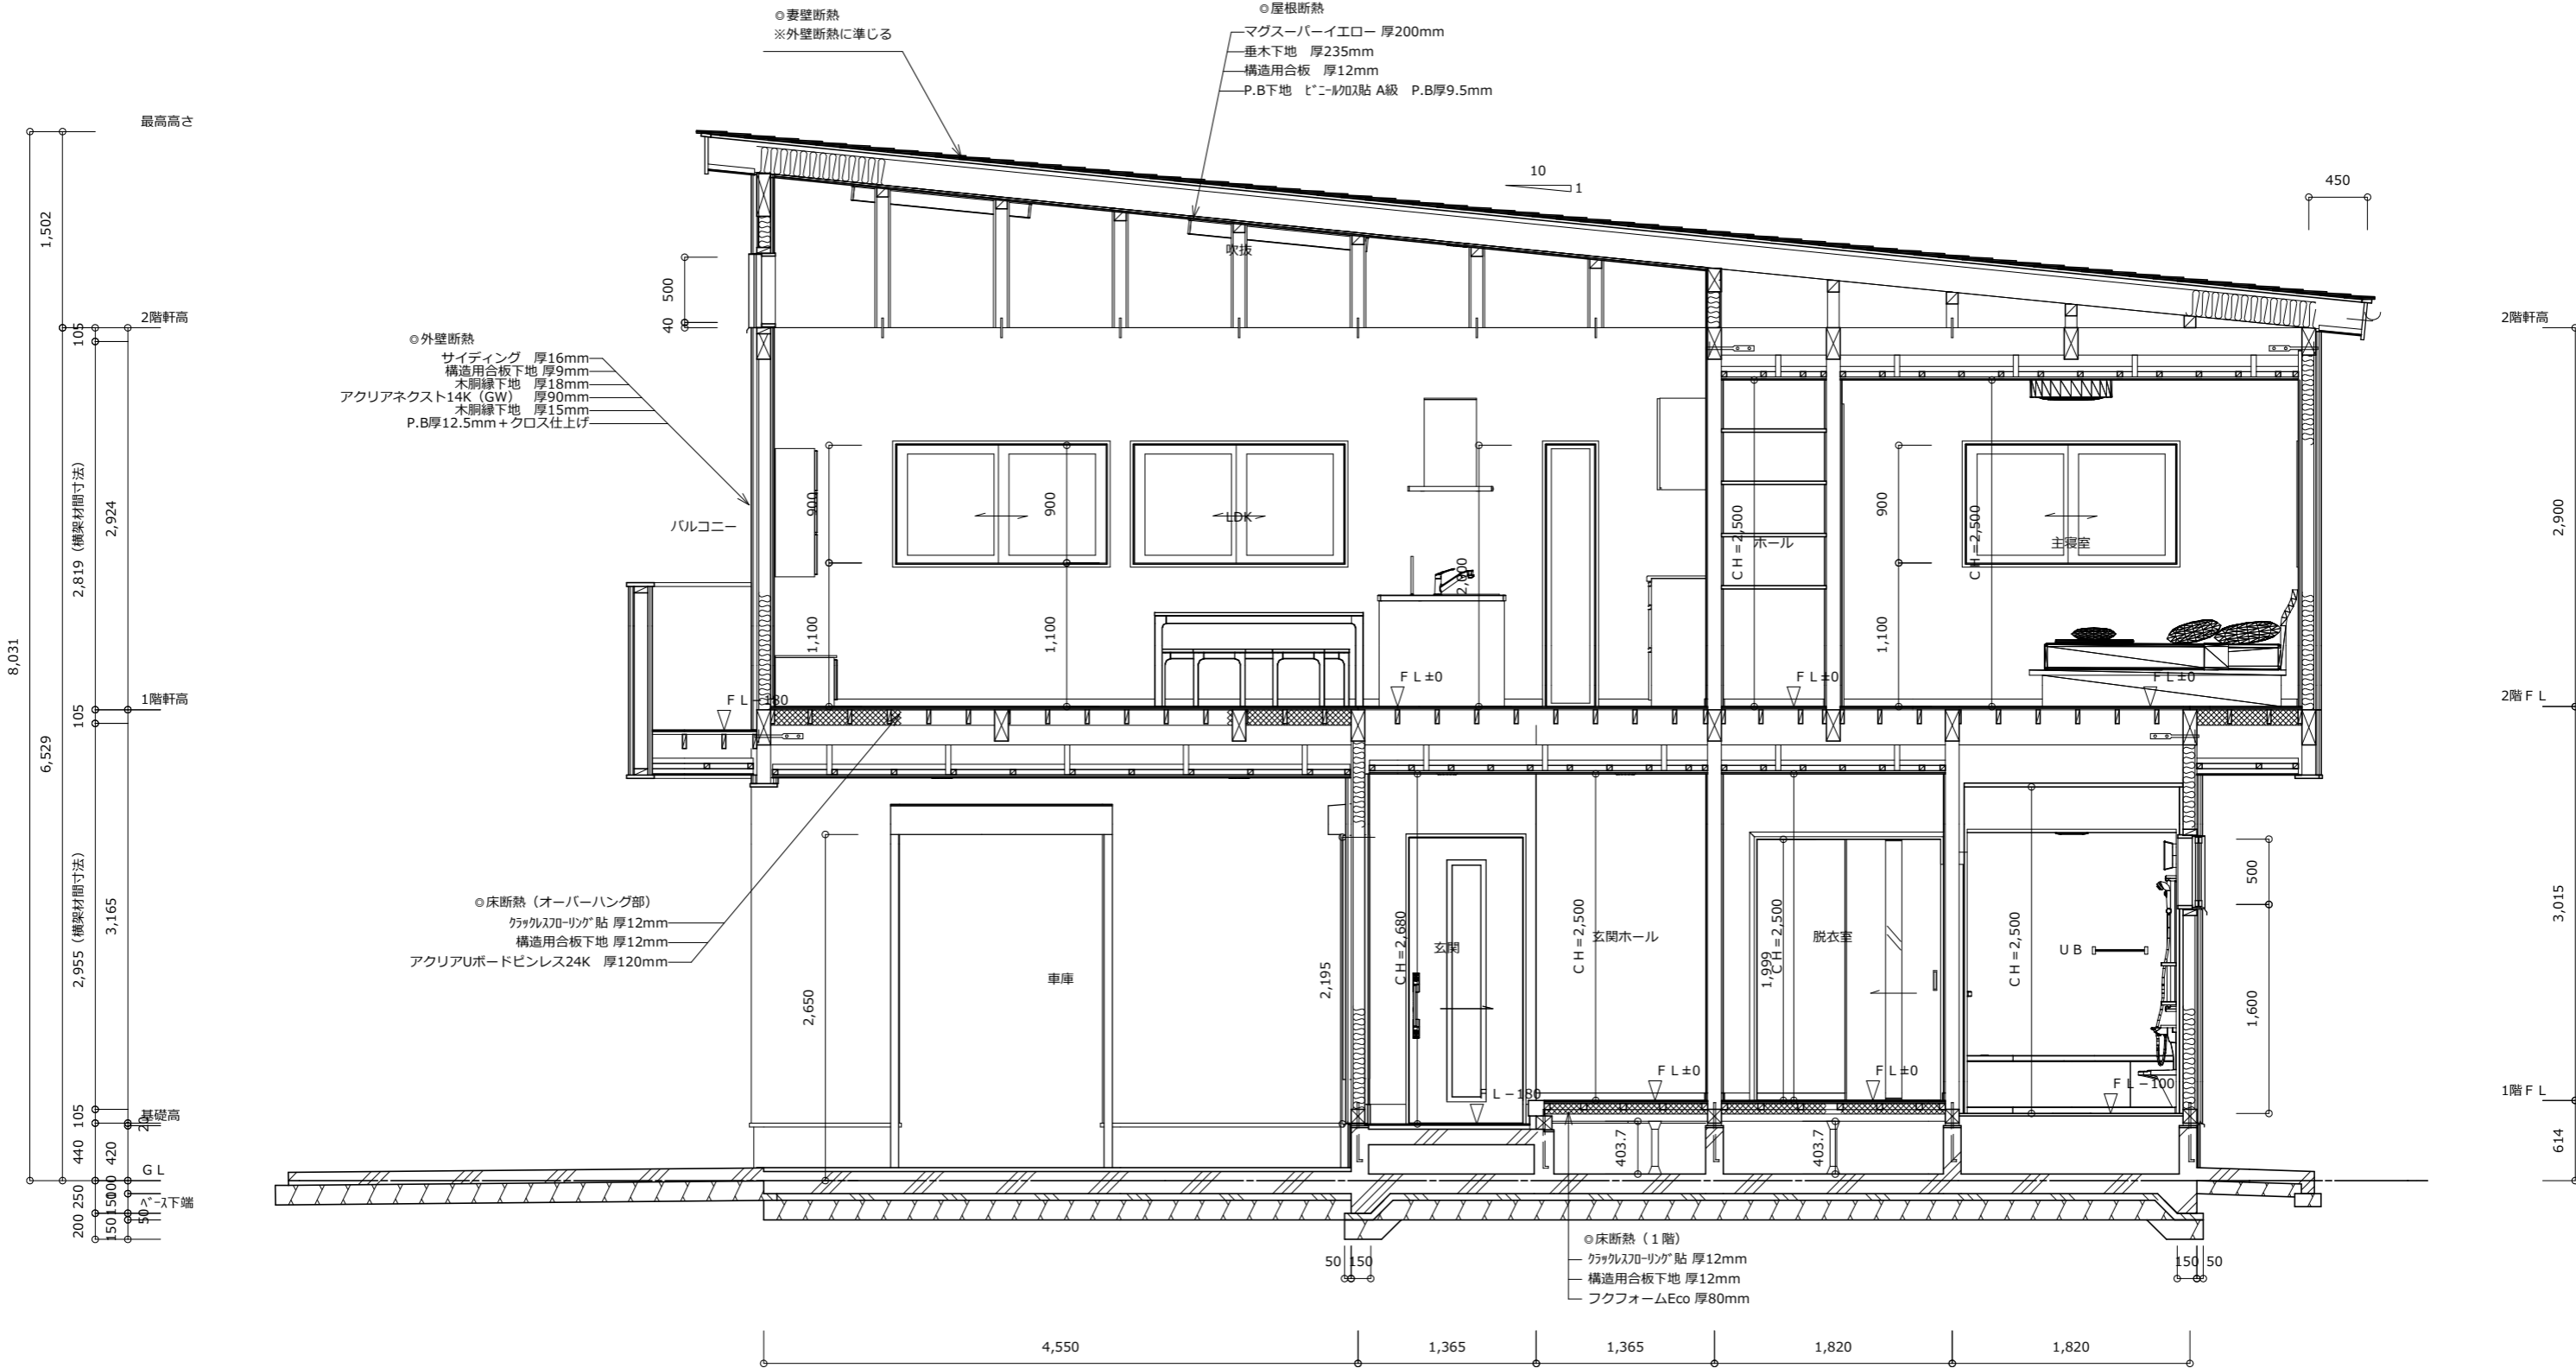 ◎妻壁断熱
※外壁断熱に準じる
◎屋根断熱
マグスーパーイエロー 厚200mm
垂木下地　厚235mm
構造用合板　厚12mm
P.B下地　ビニールクロス貼 A級　P.B厚9.5mm
最高高さ
10
1
450
1,502
500
40
吹抜
2階軒高
2階軒高
105
◎外壁断熱
サイディング　厚16mm
構造用合板下地 厚9mm
木胴縁下地　厚18mm
アクリアネクスト14K（GW）　厚90mm
木胴縁下地　厚15mm
P.B厚12.5mm＋クロス仕上げ
2,819（横架材間寸法）
2,924
バルコニー
900
900
LDK
2,000
ＣＨ＝2,500
ホール
900
ＣＨ＝2,500
主寝室
2,900
1,100
1,100
1,100
8,031
6,529
1階軒高
105
ＦＬ－180
ＦＬ±0
ＦＬ±0
ＦＬ±0
2階ＦＬ
◎床断熱（オーバーハング部）
クラックレスフローリング貼 厚12mm
構造用合板下地 厚12mm
アクリアUボードピンレス24K　厚120mm
2,955（横架材間寸法）
3,165
2,650
車庫
2,195
ＣＨ＝2,680
玄関
ＣＨ＝2,500
玄関ホール
1,999
ＣＨ＝2,500
脱衣室
ＣＨ＝2,500
ＵＢ
500
1,600
3,015
ＦＬ－180
ＦＬ±0
ＦＬ±0
ＦＬ－100
1階ＦＬ
105
基礎高
20
440
420
403.7
403.7
614
ＧＬ
250
100
150
ベース下端
50
200
150
50
150
150
50
◎床断熱（１階）
クラックレスフローリング貼 厚12mm
構造用合板下地 厚12mm
フクフォームEco 厚80mm
4,550
1,365
1,365
1,820
1,820